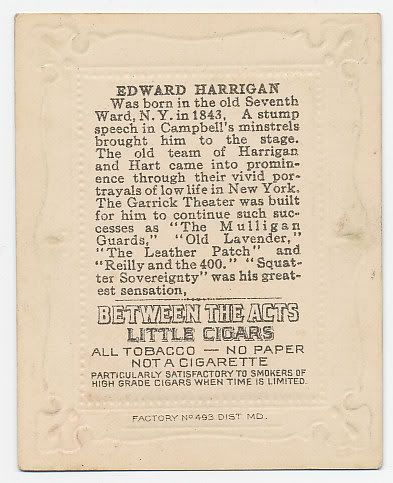 EDWARD HARRIGAN
Was born in the old Seventh
Ward, N. Y. in 1843, A stump
speech in Campbell's minstrels
brought him to the stage.
The old team of Harrigan
and Hart came into promin-
ence through their vivid por-
trayals of low life in New York.
The Garrick Theater was built
for him to continue such suc-
cesses as "The Mulligan
Guards," "Old Lavender,"
"The Leather Patch" and
"Reilly and the 400." "Squat-
ter Sovereignty" was his great-
est sensation,
BETWEEN THE ACTS
LITTLE CIGARS
ALL TOBACCO — NO PAPER
NOT A CIGARETTE
PARTICULARLY SATISFACTORY TO SMOKERS OF
HIGH GRADE CIGARS WHEN TIME IS LIMITED.
FACTORY Nº 493 DIST MD.